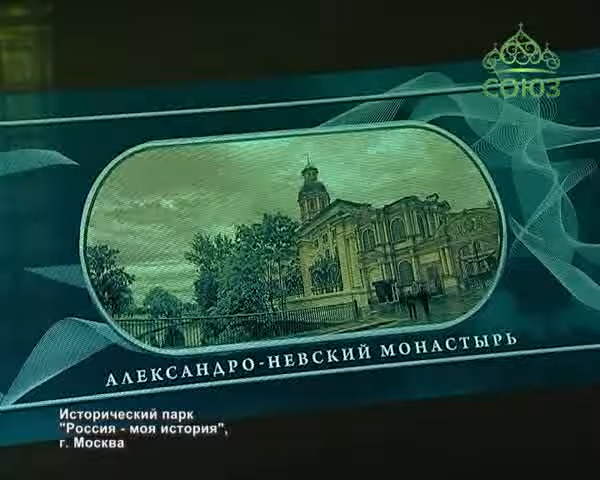 СОЮЗ
АЛЕКСАНДРО-НЕВСКИЙ МОНАСТЫРЬ
Исторический парк
"Россия - моя история",
г. Москва